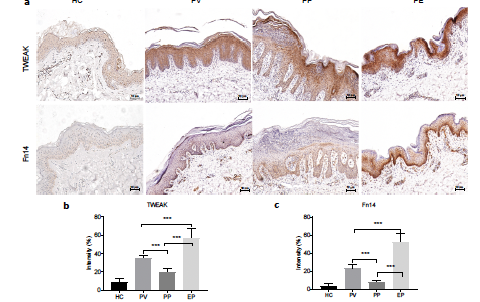 a
HC PV PP PE
TWEAK
Fn14
b
TWEAK
Intensity (%)
80
60
40
20
0
***
***
***
HC PV PP EP
c
Fn14
Intensity (%)
80
60
40
20
0
***
***
***
HC PV PP EP